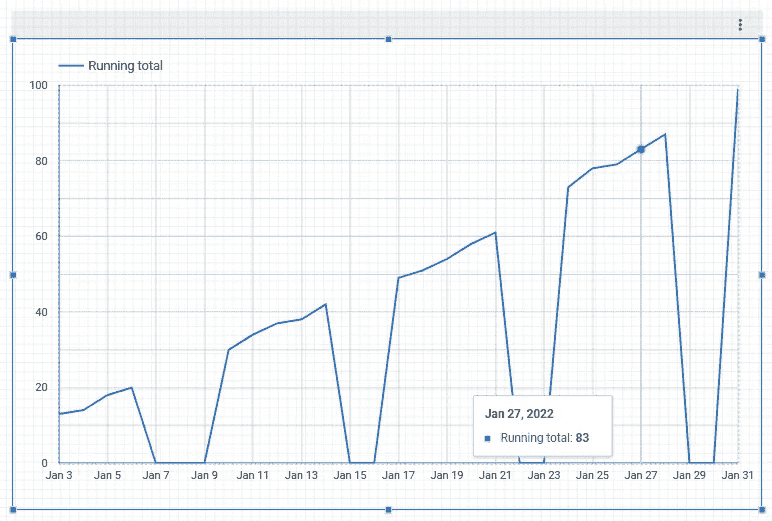 Running total
100
80
60
40
20
0
Jan 27, 2022
Running total: 83
Jan 3 Jan 5 Jan 7 Jan 9 Jan 11 Jan 13 Jan 15 Jan 17 Jan 19 Jan 21 Jan 23 Jan 25 Jan 27 Jan 29 Jan 31